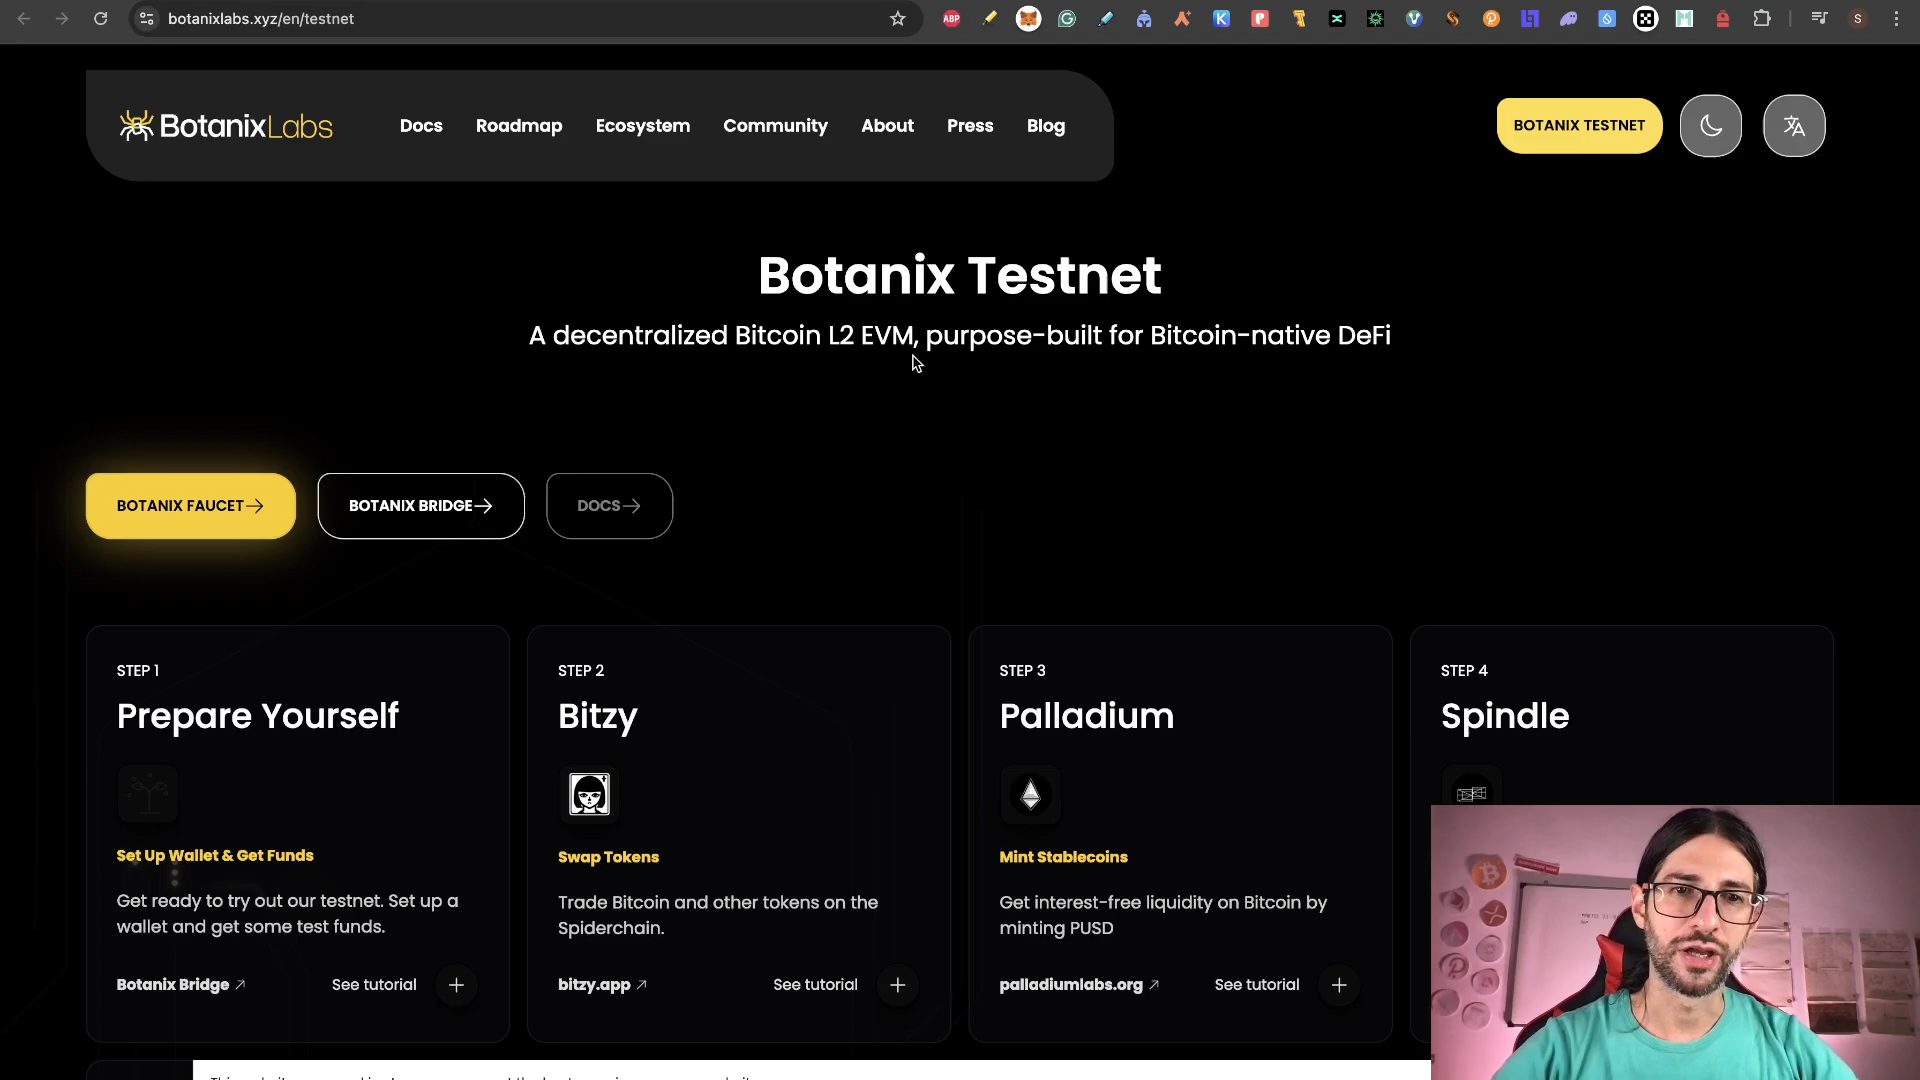 botanixlabs.xyz/en/testnet
BotanixLabs
Docs
Roadmap
Ecosystem
Community
About
Press
Blog
BOTANIX TESTNET
Botanix Testnet
A decentralized Bitcoin L2 EVM, purpose-built for Bitcoin-native DeFi
BOTANIX FAUCET
BOTANIX BRIDGE
DOCS
STEP 1
Prepare Yourself
Set Up Wallet & Get Funds
Get ready to try out our testnet. Set up a
wallet and get some test funds.
Botanix Bridge
See tutorial
STEP 2
Bitzy
Swap Tokens
Trade Bitcoin and other tokens on the
Spiderchain.
bitzy.app
See tutorial
STEP 3
Palladium
Mint Stablecoins
Get interest-free liquidity on Bitcoin by
minting PUSD
palladiumlabs.org
See tutorial
STEP 4
Spindle